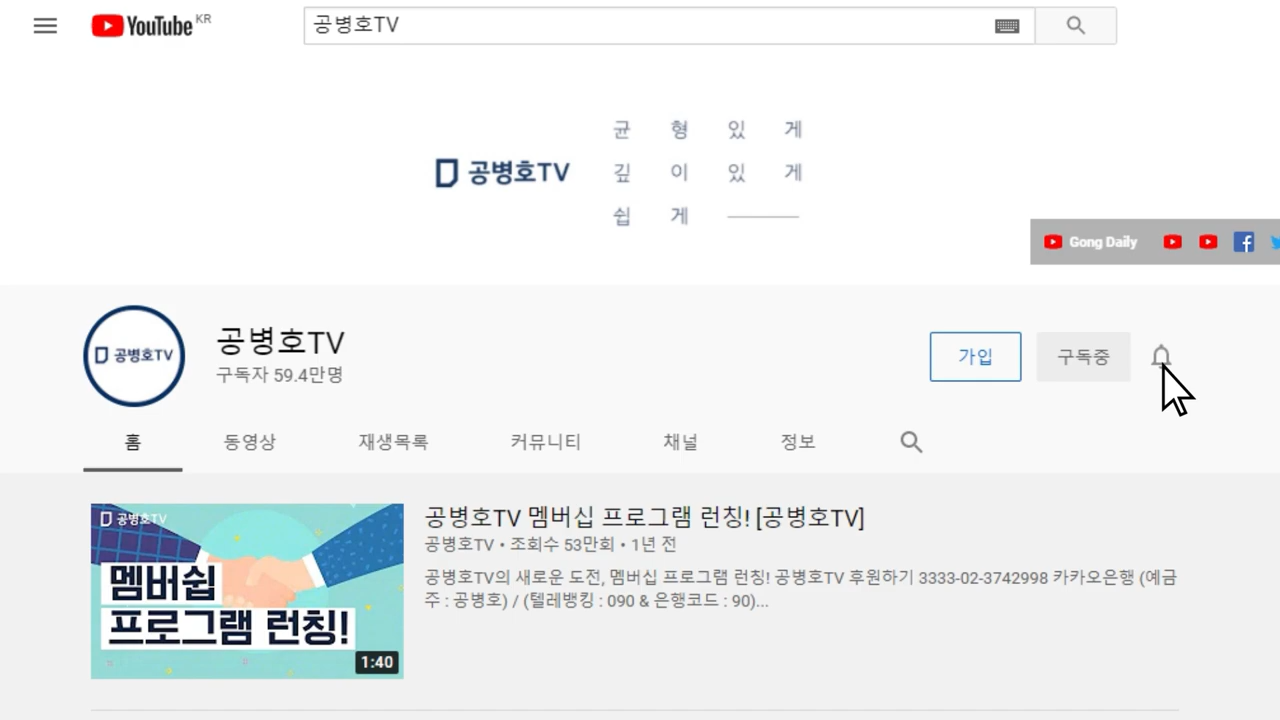 YouTube KR
공병호TV
균 형 있 게
공병호TV
깊 이 있 게
쉽 게
Gong Daily
공병호TV
공병호TV
구독자 59.4만명
가입
구독중
홈
동영상
재생목록
커뮤니티
채널
정보
공병호TV
멤버쉽
프로그램 런칭!
1:40
공병호TV 멤버십 프로그램 런칭! [공병호TV]
공병호TV • 조회수 53만회 • 1년 전
공병호TV의 새로운 도전, 멤버십 프로그램 런칭! 공병호TV 후원하기 3333-02-3742998 카카오은행 (예금
주 : 공병호) / (텔레뱅킹 : 090 & 은행코드 : 90)...